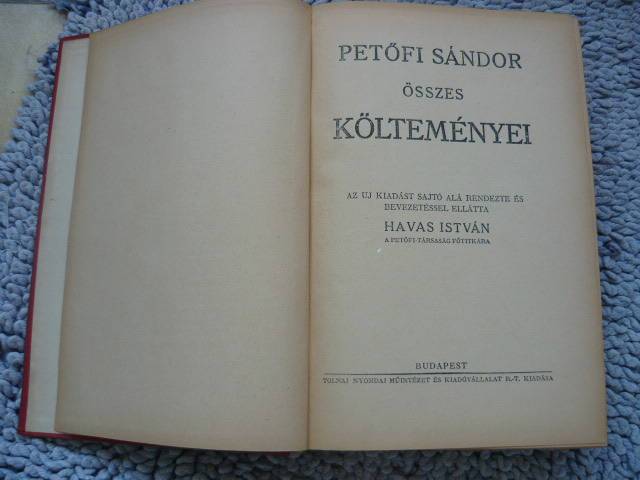 PETŐFI SÁNDOR
ÖSSZES
KÖLTEMÉNYEI
AZ UJ KIADÁST SAJTÓ ALÁ RENDEZTE ÉS
BEVEZETÉSSEL ELLÁTTA
HAVAS ISTVÁN
A PETŐFI-TÁRSASÁG FŐTITKÁRA
BUDAPEST
TOLNAI NYOMDAI MŰINTÉZET ÉS KIADÓVÁLLALAT R.-T. KIADÁSA